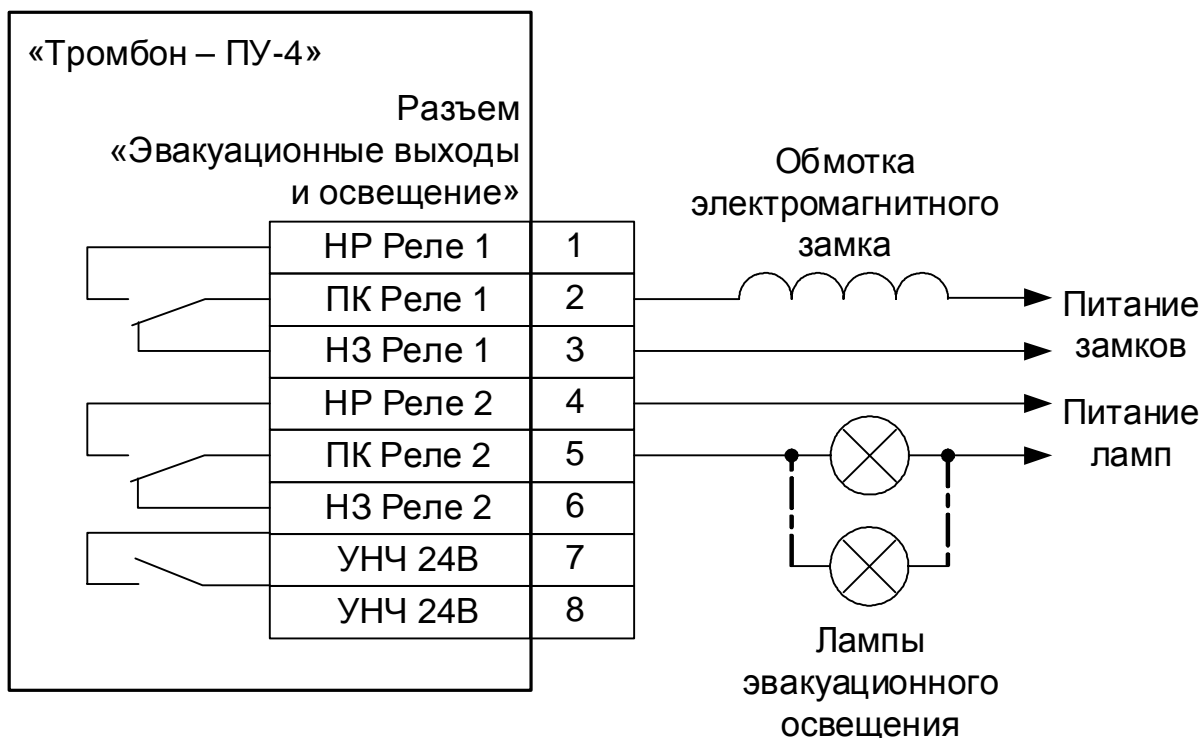 «Тромбон – ПУ-4»
Разъем
«Эвакуационные выходы
и освещение»
НР Реле 1 1
ПК Реле 1 2
НЗ Реле 1 3
НР Реле 2 4
ПК Реле 2 5
НЗ Реле 2 6
УНЧ 24В 7
УНЧ 24В 8
Обмотка
электромагнитного
замка
Питание
замков
Питание
ламп
Лампы
эвакуационного
освещения